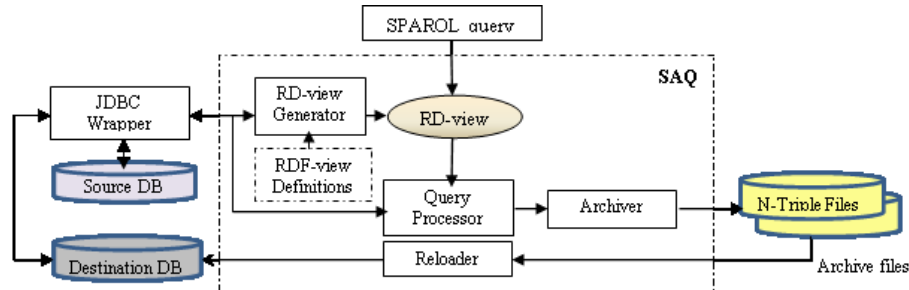 SPARQL query
SAQ
JDBC
Wrapper
RD-view
Generator
RD-view
RDF-view
Definitions
Source DB
Query
Processor
Archiver
N-Triple Files
Destination DB
Reloader
Archive files